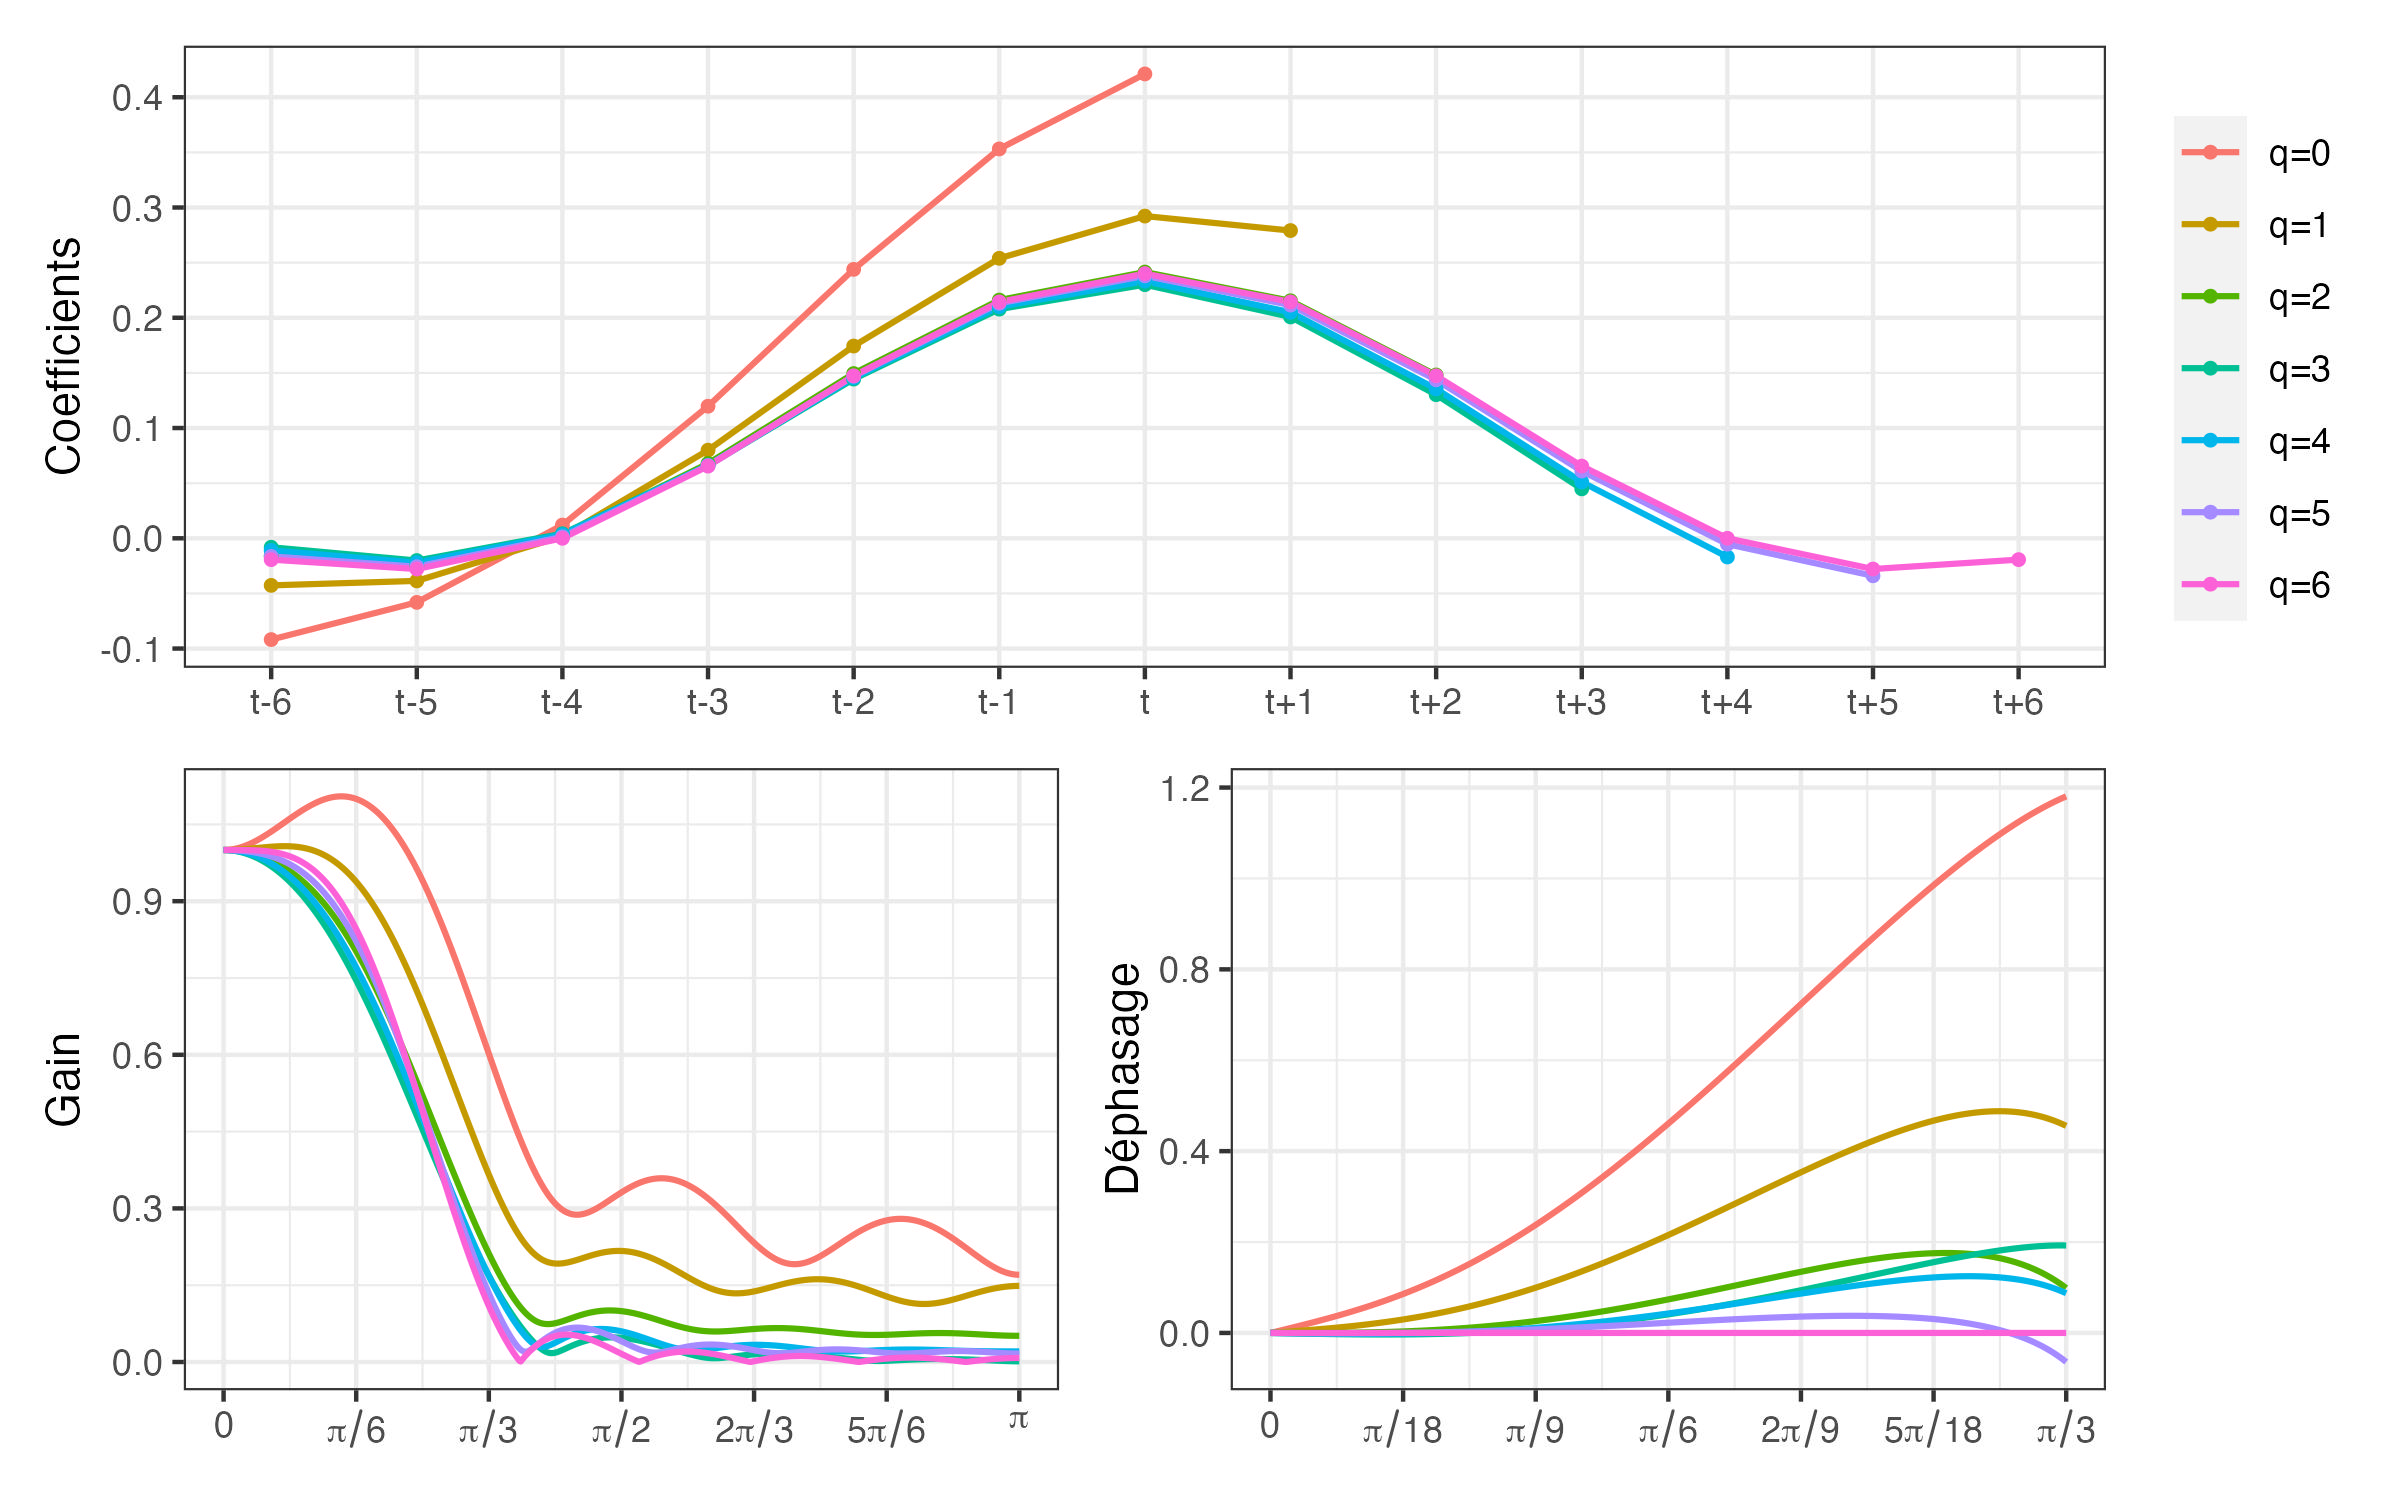 Coefficients
0.4
0.3
0.2
0.1
0.0
-0.1
t-6 t-5 t-4 t-3 t-2 t-1 t t+1 t+2 t+3 t+4 t+5 t+6
q=0
q=1
q=2
q=3
q=4
q=5
q=6
Gain
0.9
0.6
0.3
0.0
0 π/6 π/3 π/2 2π/3 5π/6 π
Déphasage
1.2
0.8
0.4
0.0
0 π/18 π/9 π/6 2π/9 5π/18 π/3